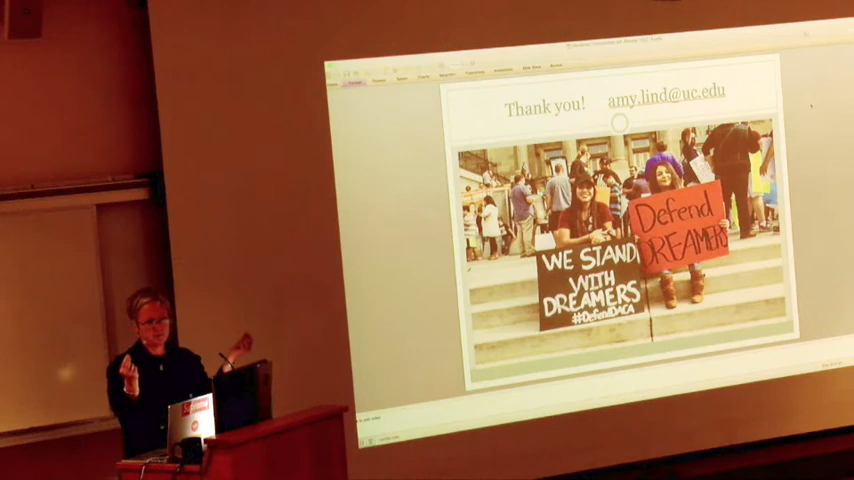 Thank you! amy.lind@uc.edu
Defend
DREAMERS
WE STAND
WITH
DREAMERS
#DefendDACA